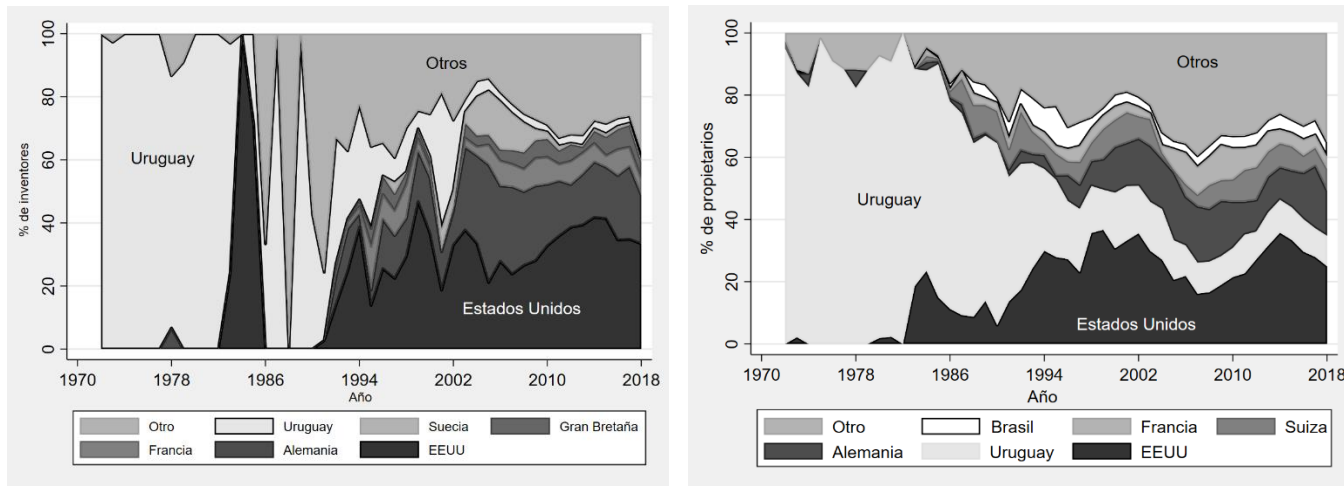 % de inventores
100
80
60
40
20
0
Otros
Uruguay
Estados Unidos
1970 1978 1986 1994 2002 2010 2018
Año
Otro Uruguay Suecia Gran Bretaña
Francia Alemania EEUU
% de propietarios
100
80
60
40
20
0
Otros
Uruguay
Estados Unidos
1970 1978 1986 1994 2002 2010 2018
Año
Otro Brasil Francia Suiza
Alemania Uruguay EEUU